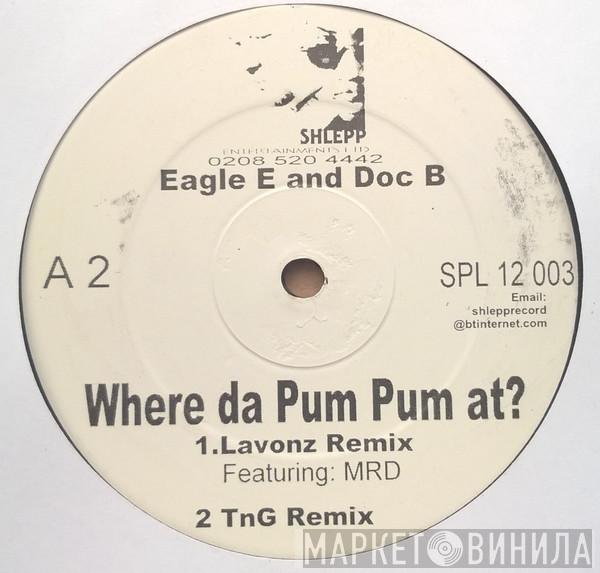 SHLEPP
ENTERTAINMENTS LTD
0208 520 4442
Eagle E and Doc B
A 2
SPL 12 003
Email:
shlepprecord
@btinternet.com
Where da Pum Pum at?
1.Lavonz Remix
Featuring: MRD
2 TnG Remix
МАРКЕТ ВИНИЛА